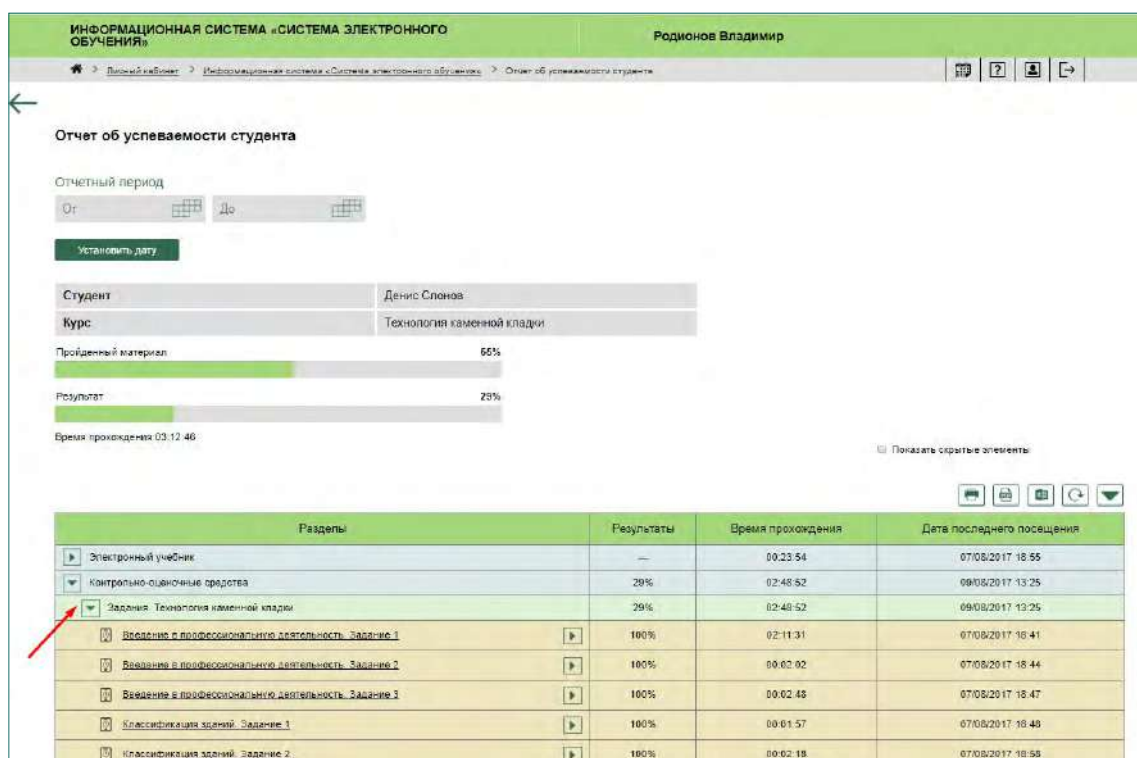 ИНФОРМАЦИОННАЯ СИСТЕМА «СИСТЕМА ЭЛЕКТРОННОГО
ОБУЧЕНИЯ»
Родионов Владимир
Личный кабинет > Информационная система «Система электронного обучения» > Отчет об успеваемости студента
Отчет об успеваемости студента
Отчетный период
От До
Установить дату
Студент Денис Слонов
Курс Технология каменной кладки
Пройденный материал
Результат 29%
Время прохождения 03:12:46
Показать скрытые элементы
Разделы Результаты Время прохождения Дата последнего посещения
Электронный учебник — 00:23:54 07/08/2017 18:55
Контрольно-оценочные средства 29% 02:48:52 09/08/2017 13:25
Задания. Технология каменной кладки 29% 02:48:52 09/08/2017 13:25
Введение в профессиональную деятельность. Задание 1 100% 02:11:31 07/08/2017 18:41
Введение в профессиональную деятельность. Задание 2 100% 00:02:02 07/08/2017 18:44
Введение в профессиональную деятельность. Задание 3 100% 00:02:48 07/08/2017 18:47
Классификация зданий. Задание 1 100% 00:01:57 07/08/2017 18:48
Классификация зданий. Задание 2 100% 00:02:18 07/08/2017 18:58